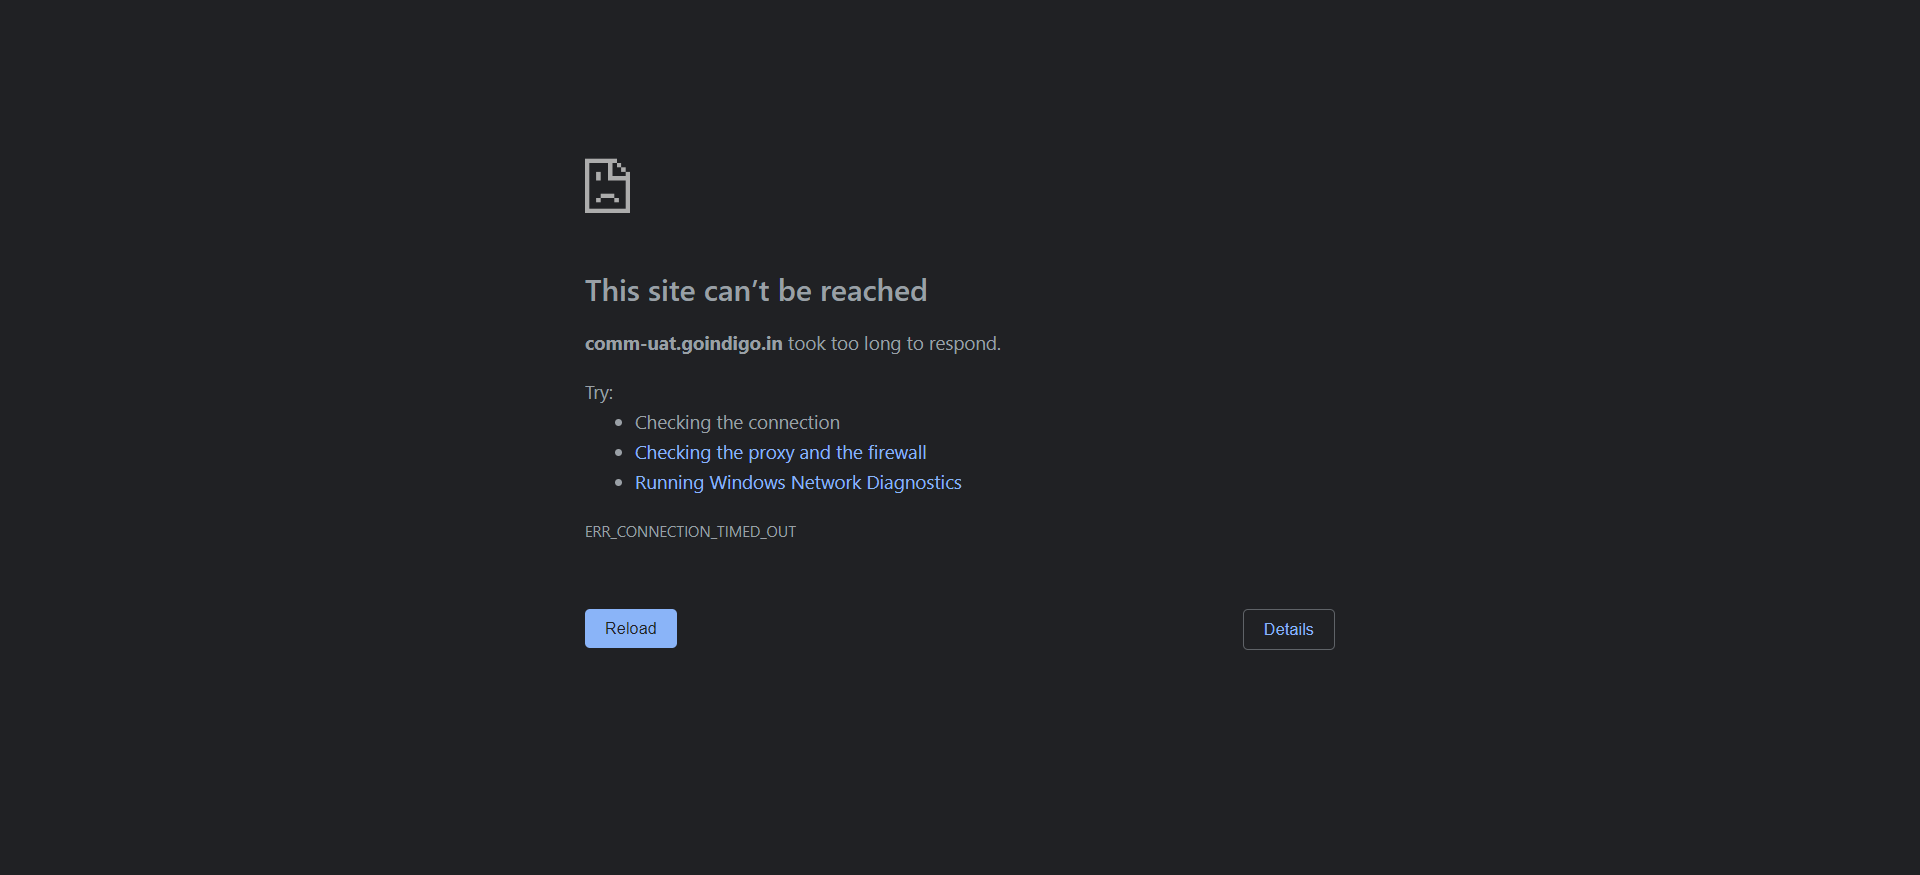 This site can’t be reached
comm-uat.goindigo.in took too long to respond.
Try:
Checking the connection
Checking the proxy and the firewall
Running Windows Network Diagnostics
ERR_CONNECTION_TIMED_OUT
Reload
Details